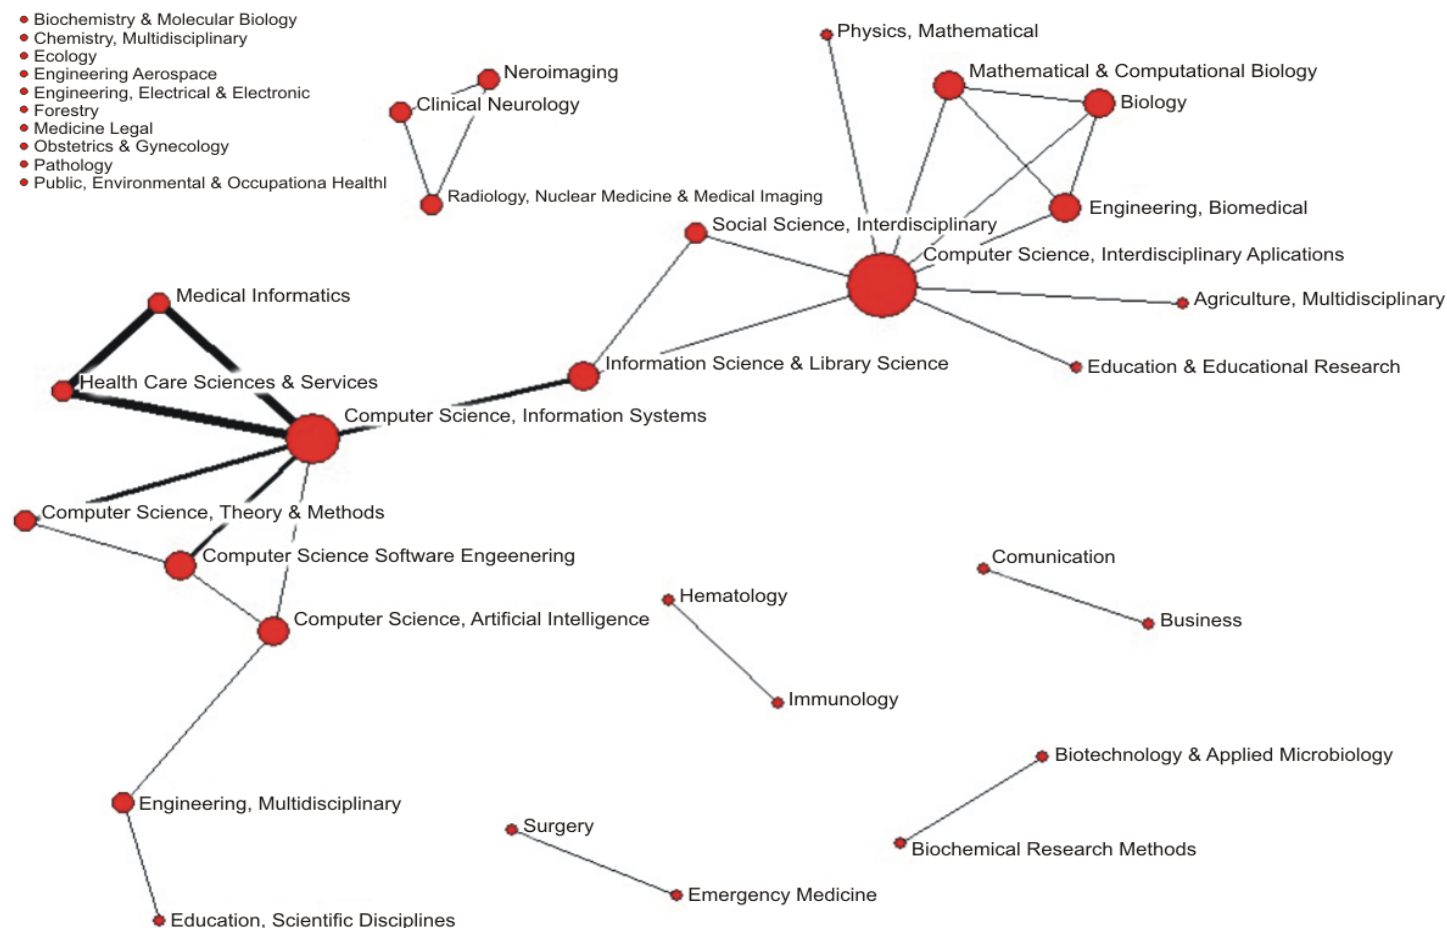 Biochemistry & Molecular Biology
Chemistry, Multidisciplinary
Ecology
Engineering Aerospace
Engineering, Electrical & Electronic
Forestry
Medicine Legal
Obstetrics & Gynecology
Pathology
Public, Environmental & Occupationa Healthl
Neroimaging
Clinical Neurology
Radiology, Nuclear Medicine & Medical Imaging
Physics, Mathematical
Mathematical & Computational Biology
Biology
Engineering, Biomedical
Social Science, Interdisciplinary
Computer Science, Interdisciplinary Aplications
Agriculture, Multidisciplinary
Medical Informatics
Information Science & Library Science
Education & Educational Research
Health Care Sciences & Services
Computer Science, Information Systems
Computer Science, Theory & Methods
Computer Science Software Engeenering
Comunication
Hematology
Business
Computer Science, Artificial Intelligence
Immunology
Biotechnology & Applied Microbiology
Engineering, Multidisciplinary
Surgery
Biochemical Research Methods
Emergency Medicine
Education, Scientific Disciplines